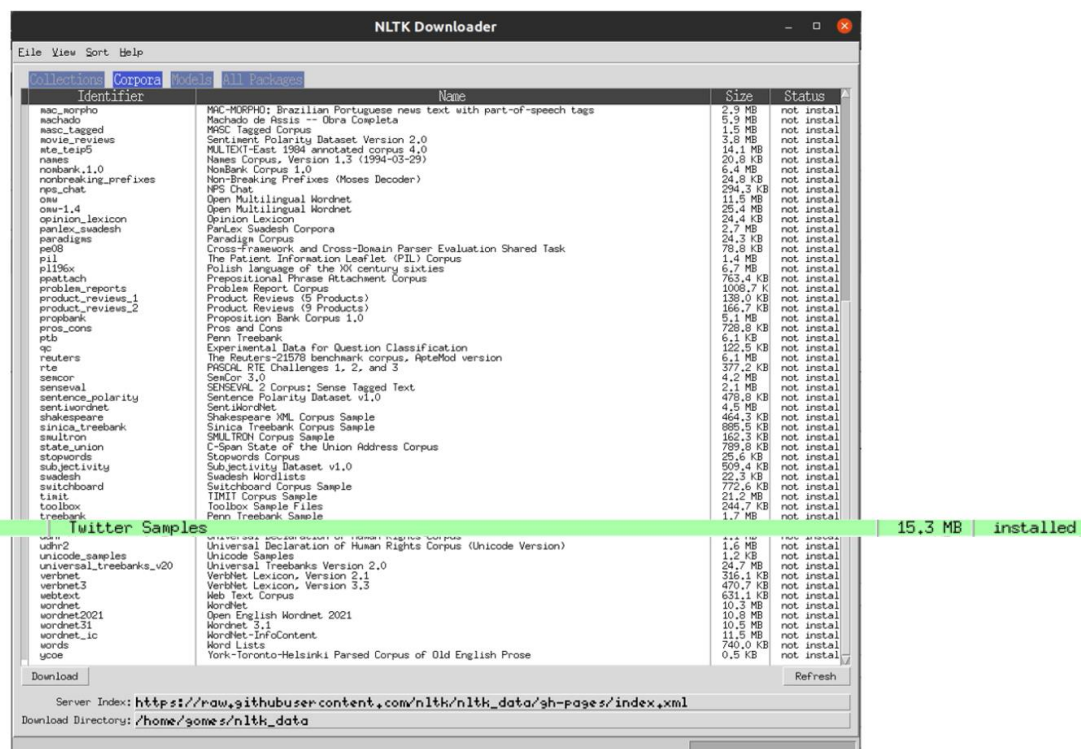 NLTK Downloader
File View Sort Help
Collections Corpora Models All Packages
Identifier Name Size Status
mac_morpho MAC-MORPHO: Brazilian Portuguese news text with part-of-speech tags 2.9 MB not instal
machado Machado de Assis -- Obra Completa 5.9 MB not instal
masc_tagged MASC Tagged Corpus 1.5 MB not instal
movie_reviews Sentiment Polarity Dataset Version 2.0 3.8 MB not instal
mte_teip5 MULTEXT-East 1984 annotated corpus 4.0 14.1 MB not instal
names Names Corpus, Version 1.3 (1994-03-29) 20.8 KB not instal
nombank.1.0 NomBank Corpus 1.0 6.4 MB not instal
nonbreaking_prefixes Non-Breaking Prefixes (Moses Decoder) 24.8 KB not instal
nps_chat NPS Chat 294.3 KB not instal
omw Open Multilingual Wordnet 11.5 MB not instal
omw-1.4 Open Multilingual Wordnet 25.4 MB not instal
opinion_lexicon Opinion Lexicon 24.4 KB not instal
panlex_swadesh PanLex Swadesh Corpora 2.7 MB not instal
paradigms Paradigm Corpus 24.3 KB not instal
pe08 Cross-Framework and Cross-Domain Parser Evaluation Shared Task 78.8 KB not instal
pil The Patient Information Leaflet (PIL) Corpus 1.4 MB not instal
pl196x Polish language of the XX century sixties 6.7 MB not instal
ppattach Prepositional Phrase Attachment Corpus 763.4 KB not instal
problem_reports Problem Report Corpus 1008.7 K not instal
product_reviews_1 Product Reviews (5 Products) 138.0 KB not instal
product_reviews_2 Product Reviews (9 Products) 166.7 KB not instal
propbank Proposition Bank Corpus 1.0 5.1 MB not instal
pros_cons Pros and Cons 728.8 KB not instal
ptb Penn Treebank 6.1 KB not instal
qc Experimental Data for Question Classification 122.5 KB not instal
reuters The Reuters-21578 benchmark corpus, ApteMod version 6.1 MB not instal
rte PASCAL RTE Challenges 1, 2, and 3 377.2 KB not instal
semcor SemCor 3.0 4.2 MB not instal
senseval SENSEVAL 2 Corpus: Sense Tagged Text 2.1 MB not instal
sentence_polarity Sentence Polarity Dataset v1.0 478.8 KB not instal
sentiwordnet SentiWordNet 4.5 MB not instal
shakespeare Shakespeare XML Corpus Sample 464.3 KB not instal
sinica_treebank Sinica Treebank Corpus Sample 885.5 KB not instal
smultron SMULTRON Corpus Sample 162.3 KB not instal
state_union C-Span State of the Union Address Corpus 789.8 KB not instal
stopwords Stopwords Corpus 25.6 KB not instal
subjectivity Subjectivity Dataset v1.0 509.4 KB not instal
swadesh Swadesh Wordlists 22.3 KB not instal
switchboard Switchboard Corpus Sample 772.6 KB not instal
timit TIMIT Corpus Sample 21.2 MB not instal
toolbox Toolbox Sample Files 244.7 KB not instal
treebank Penn Treebank Sample 1.7 MB not instal
Twitter Samples 15.3 MB installed
udhr Universal Declaration of Human Rights Corpus 1.1 MB not instal
udhr2 Universal Declaration of Human Rights Corpus (Unicode Version) 1.6 MB not instal
unicode_samples Unicode Samples 1.2 KB not instal
universal_treebanks_v20 Universal Treebanks Version 2.0 24.7 MB not instal
verbnet VerbNet Lexicon, Version 2.1 316.1 KB not instal
verbnet3 VerbNet Lexicon, Version 3.3 470.7 KB not instal
webtext Web Text Corpus 631.1 KB not instal
wordnet WordNet 10.3 MB not instal
wordnet2021 Open English Wordnet 2021 10.8 MB not instal
wordnet31 Wordnet 3.1 10.5 MB not instal
wordnet_ic WordNet-InfoContent 11.5 MB not instal
words Word Lists 740.0 KB not instal
ycoe York-Toronto-Helsinki Parsed Corpus of Old English Prose 0.5 KB not instal
Download Refresh
Server Index: https://raw.githubusercontent.com/nltk/nltk_data/gh-pages/index.xml
Download Directory: /home/gomes/nltk_data